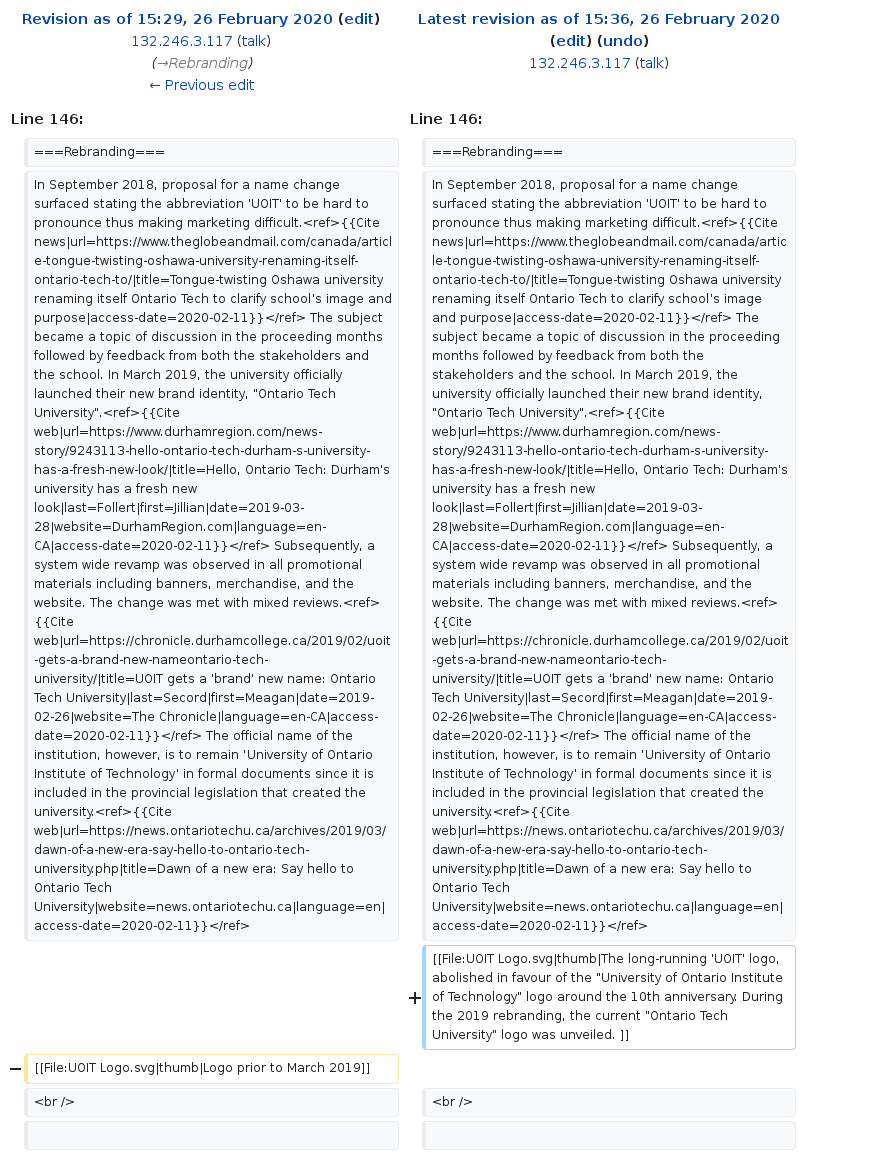 Revision as of 15:29, 26 February 2020 (edit)
132.246.3.117 (talk)
(→Rebranding)
← Previous edit
Latest revision as of 15:36, 26 February 2020
(edit) (undo)
132.246.3.117 (talk)
Line 146:
Line 146:
===Rebranding===
===Rebranding===
In September 2018, proposal for a name change
surfaced stating the abbreviation 'UOIT' to be hard to
pronounce thus making marketing difficult.<ref>{{Cite
news|url=https://www.theglobeandmail.com/canada/articl
e-tongue-twisting-oshawa-university-renaming-itself-
ontario-tech-to/|title=Tongue-twisting Oshawa university
renaming itself Ontario Tech to clarify school's image and
purpose|access-date=2020-02-11}}</ref> The subject
became a topic of discussion in the proceeding months
followed by feedback from both the stakeholders and
the school. In March 2019, the university officially
launched their new brand identity, "Ontario Tech
University".<ref>{{Cite
web|url=https://www.durhamregion.com/news-
story/9243113-hello-ontario-tech-durham-s-university-
has-a-fresh-new-look/|title=Hello, Ontario Tech: Durham's
university has a fresh new
look|last=Follert|first=Jillian|date=2019-03-
28|website=DurhamRegion.com|language=en-
CA|access-date=2020-02-11}}</ref> Subsequently, a
system wide revamp was observed in all promotional
materials including banners, merchandise, and the
website. The change was met with mixed reviews.<ref>
{{Cite
web|url=https://chronicle.durhamcollege.ca/2019/02/uoit
-gets-a-brand-new-nameontario-tech-
university/|title=UOIT gets a 'brand' new name: Ontario
Tech University|last=Secord|first=Meagan|date=2019-
02-26|website=The Chronicle|language=en-CA|access-
date=2020-02-11}}</ref> The official name of the
institution, however, is to remain 'University of Ontario
Institute of Technology' in formal documents since it is
included in the provincial legislation that created the
university.<ref>{{Cite
web|url=https://news.ontariotechu.ca/archives/2019/03/
dawn-of-a-new-era-say-hello-to-ontario-tech-
university.php|title=Dawn of a new era: Say hello to
Ontario Tech
University|website=news.ontariotechu.ca|language=en|
access-date=2020-02-11}}</ref>
In September 2018, proposal for a name change
surfaced stating the abbreviation 'UOIT' to be hard to
pronounce thus making marketing difficult.<ref>{{Cite
news|url=https://www.theglobeandmail.com/canada/artic
le-tongue-twisting-oshawa-university-renaming-itself-
ontario-tech-to/|title=Tongue-twisting Oshawa university
renaming itself Ontario Tech to clarify school's image
and purpose|access-date=2020-02-11}}</ref> The
subject became a topic of discussion in the proceeding
months followed by feedback from both the
stakeholders and the school. In March 2019, the
university officially launched their new brand identity,
"Ontario Tech University".<ref>{{Cite
web|url=https://www.durhamregion.com/news-
story/9243113-hello-ontario-tech-durham-s-university-
has-a-fresh-new-look/|title=Hello, Ontario Tech: Durham's
university has a fresh new
look|last=Follert|first=Jillian|date=2019-03-
28|website=DurhamRegion.com|language=en-
CA|access-date=2020-02-11}}</ref> Subsequently, a
system wide revamp was observed in all promotional
materials including banners, merchandise, and the
website. The change was met with mixed reviews.<ref>
{{Cite
web|url=https://chronicle.durhamcollege.ca/2019/02/uoit
-gets-a-brand-new-nameontario-tech-
university/|title=UOIT gets a 'brand' new name: Ontario
Tech University|last=Secord|first=Meagan|date=2019-
02-26|website=The Chronicle|language=en-CA|access-
date=2020-02-11}}</ref> The official name of the
institution, however, is to remain 'University of Ontario
Institute of Technology' in formal documents since it is
included in the provincial legislation that created the
university.<ref>{{Cite
web|url=https://news.ontariotechu.ca/archives/2019/03/
dawn-of-a-new-era-say-hello-to-ontario-tech-
university.php|title=Dawn of a new era: Say hello to
Ontario Tech
University|website=news.ontariotechu.ca|language=en|
access-date=2020-02-11}}</ref>
+
[[File:UOIT Logo.svg|thumb|The long-running 'UOIT' logo,
abolished in favour of the "University of Ontario Institute
of Technology" logo around the 10th anniversary. During
the 2019 rebranding, the current "Ontario Tech
University" logo was unveiled. ]]
−
[[File:UOIT Logo.svg|thumb|Logo prior to March 2019]]
<br />
<br />